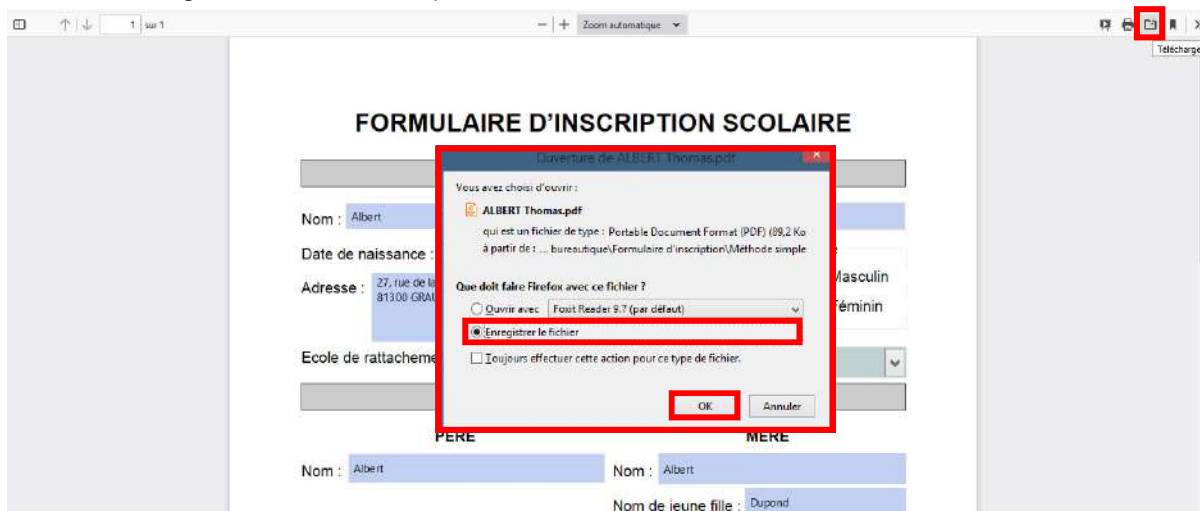 1 sur 1
Zoom automatique
Télécharge
FORMULAIRE D'INSCRIPTION SCOLAIRE
Ouverture de ALBERT Thomas.pdf
Vous avez choisi d'ouvrir :
ALBERT Thomas.pdf
qui est un fichier de type : Portable Document Format (PDF) (89,2 Ko
à partir de : ... bureautique\Formulaire d'inscription\Méthode simple
Que doit faire Firefox avec ce fichier ?
Ouvrir avec Foxit Reader 9.7 (par défaut)
Enregistrer le fichier
Toujours effectuer cette action pour ce type de fichier.
OK Annuler
Nom : Albert
Date de naissance :
Adresse : 27, rue de la
81300 GRAU
Masculin
Féminin
Ecole de rattacheme
PERE MERE
Nom : Albert Nom : Albert
Nom de jeune fille : Dupond